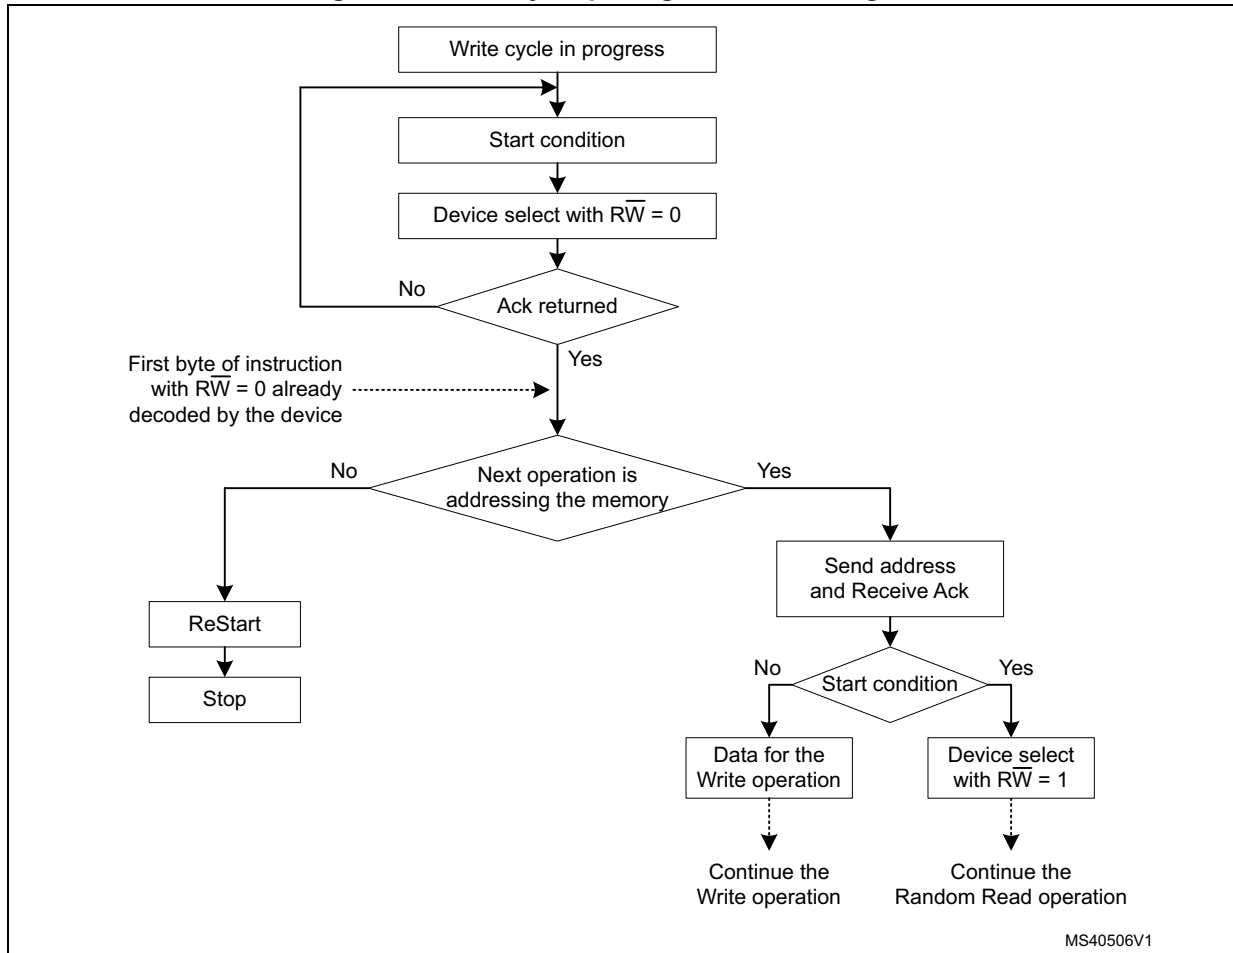 Write cycle in progress
Start condition
Device select with RW̅ = 0
No
Ack returned
Yes
First byte of instruction
with RW̅ = 0 already
decoded by the device
No
Next operation is
addressing the memory
Yes
Send address
and Receive Ack
ReStart
Stop
No
Start condition
Yes
Data for the
Write operation
Device select
with RW̅ = 1
Continue the
Write operation
Continue the
Random Read operation
MS40506V1